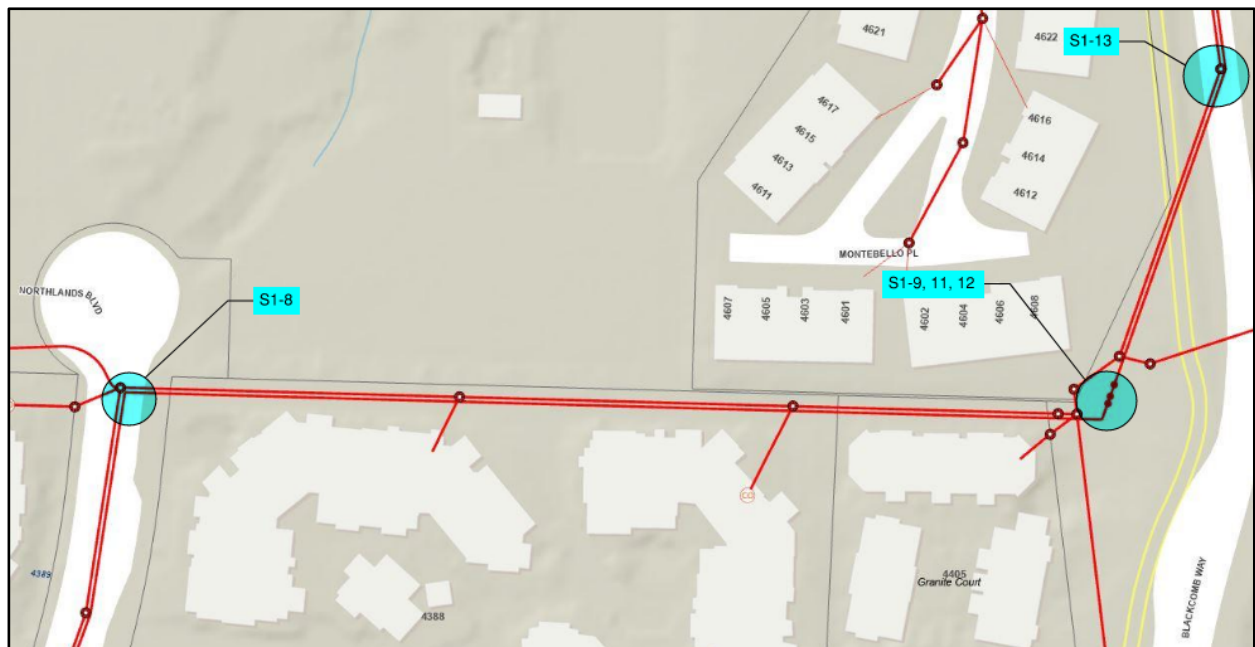 4621
4622
S1-13
4617
4615
4613
4611
4616
4614
4612
MONTEBELLO PL
NORTHLANDS BLVD
S1-8
S1-9, 11, 12
4607
4605
4603
4601
4602
4604
4606
4608
CO
4389
4388
4405
Granite Court
BLACKCOMB WAY